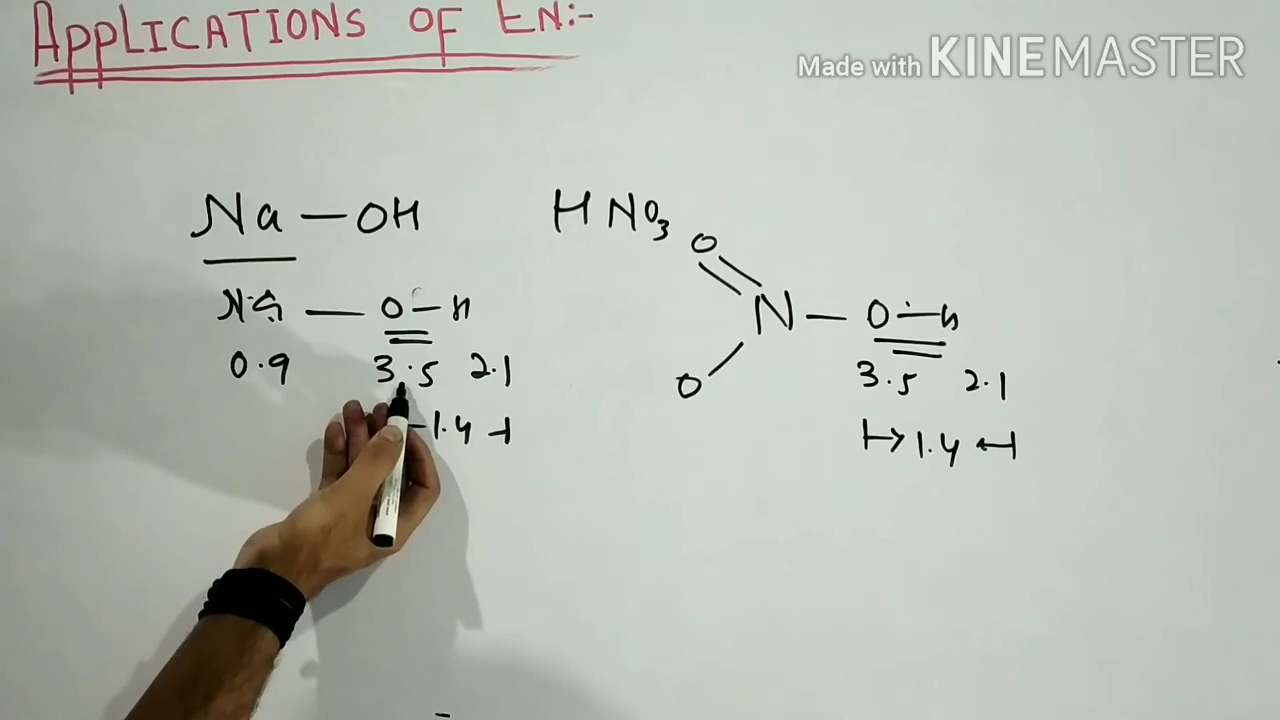 APPLICATIONS OF EN:-
Made with KINEMASTER
Na — OH
HNO3
O
Na — O — H
N — O — H
0.9 3.5 2.1
O
3.5 2.1
1.4
1.4